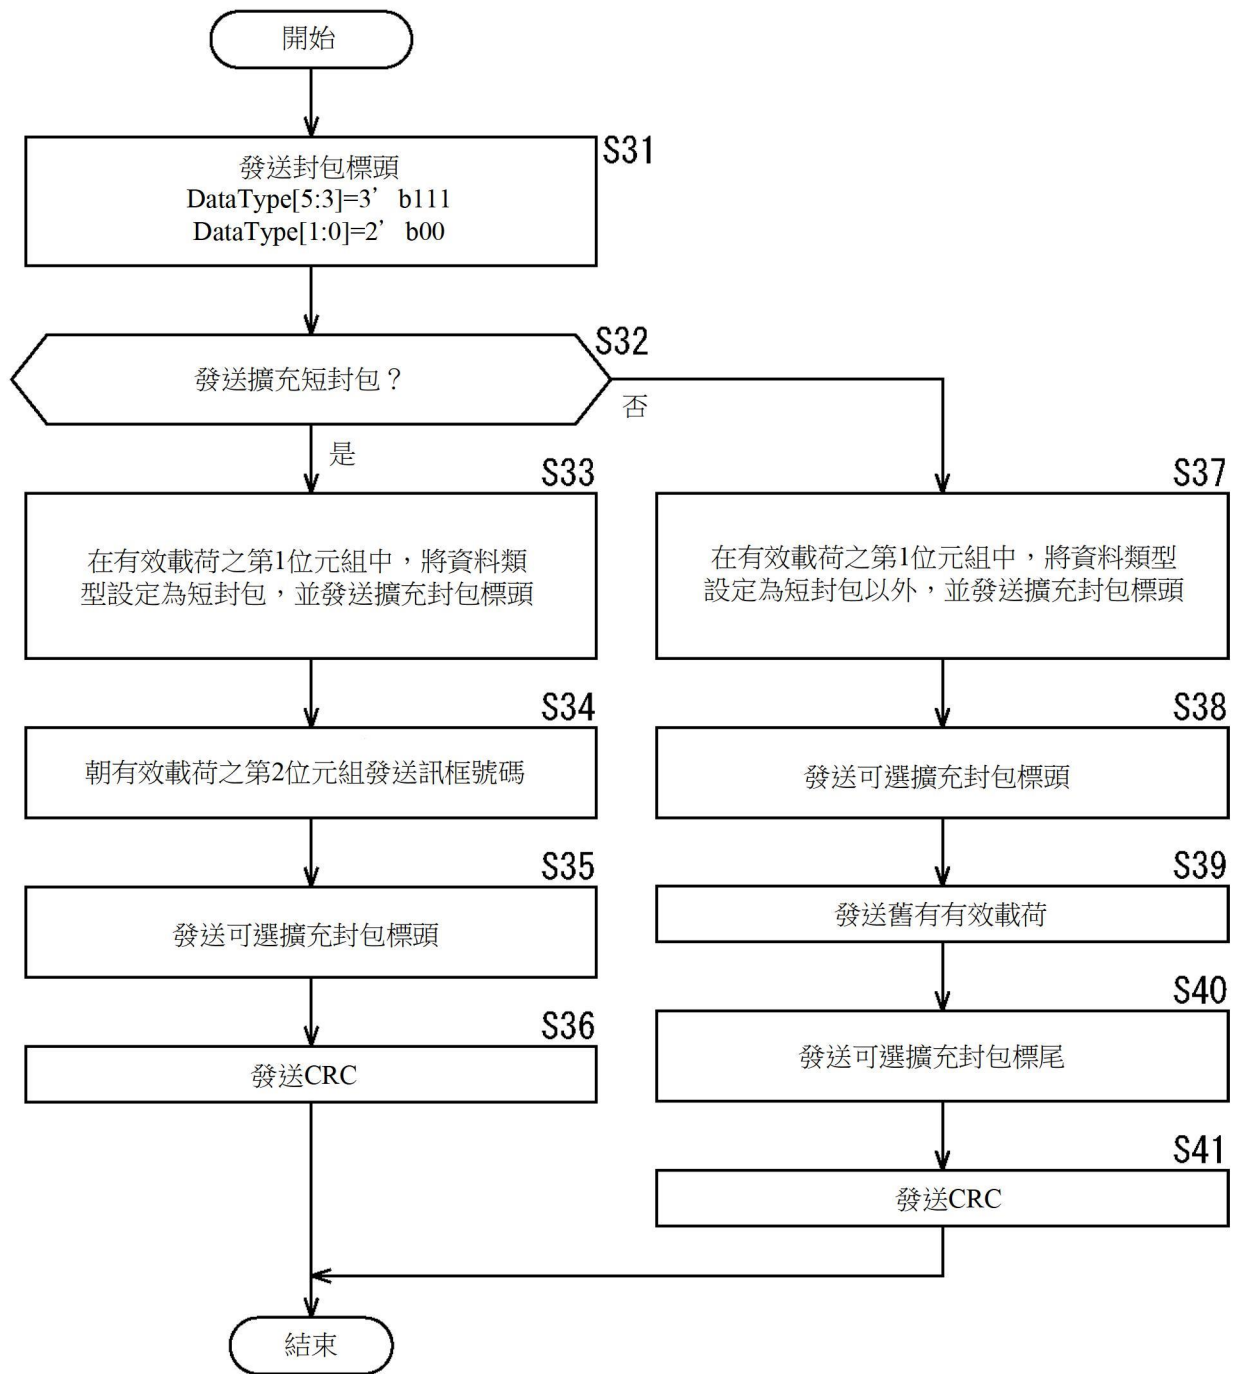 開始
S31
發送封包標頭
DataType[5:3]=3’ b111
DataType[1:0]=2’ b00
S32
發送擴充短封包？
否
是
S33
在有效載荷之第1位元組中，將資料類
型設定為短封包，並發送擴充封包標頭
S34
朝有效載荷之第2位元組發送訊框號碼
S35
發送可選擴充封包標頭
S36
發送CRC
S37
在有效載荷之第1位元組中，將資料類型
設定為短封包以外，並發送擴充封包標頭
S38
發送可選擴充封包標頭
S39
發送舊有有效載荷
S40
發送可選擴充封包標尾
S41
發送CRC
結束